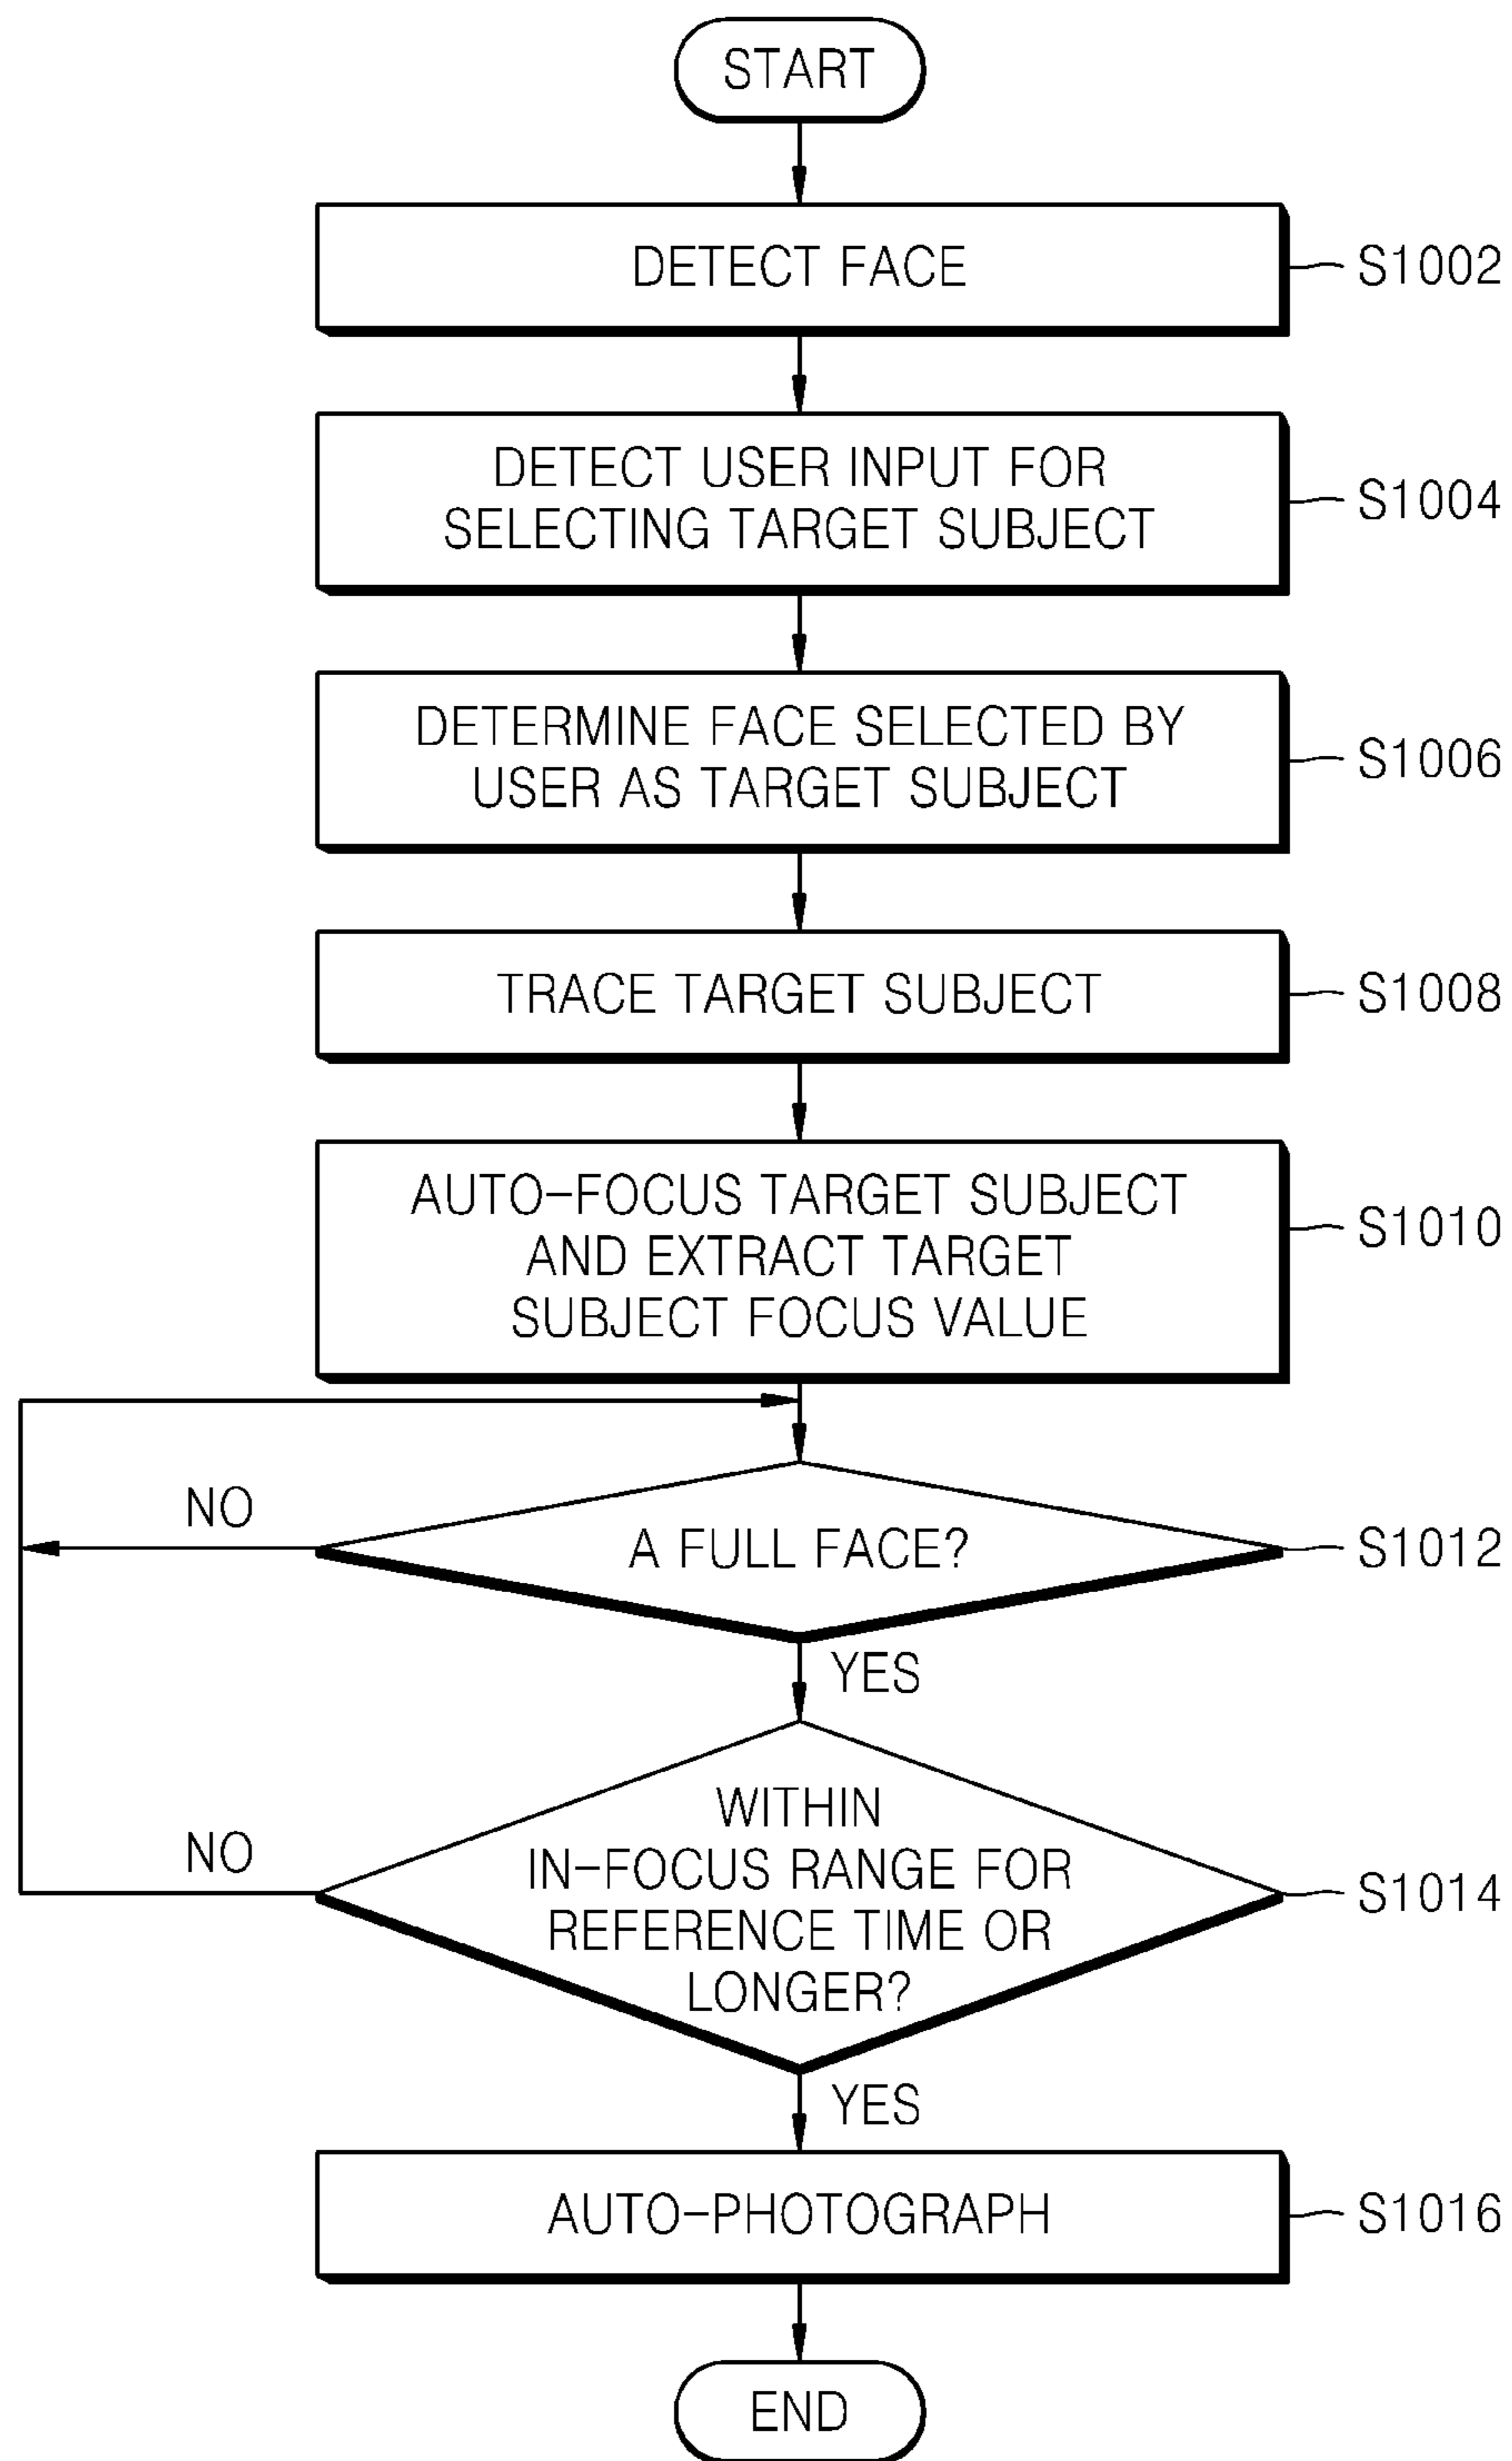 START
DETECT FACE
S1002
DETECT USER INPUT FOR
SELECTING TARGET SUBJECT
S1004
DETERMINE FACE SELECTED BY
USER AS TARGET SUBJECT
S1006
TRACE TARGET SUBJECT
S1008
AUTO-FOCUS TARGET SUBJECT
AND EXTRACT TARGET
SUBJECT FOCUS VALUE
S1010
NO
A FULL FACE?
S1012
YES
NO
WITHIN
IN-FOCUS RANGE FOR
REFERENCE TIME OR
LONGER?
S1014
YES
AUTO-PHOTOGRAPH
S1016
END